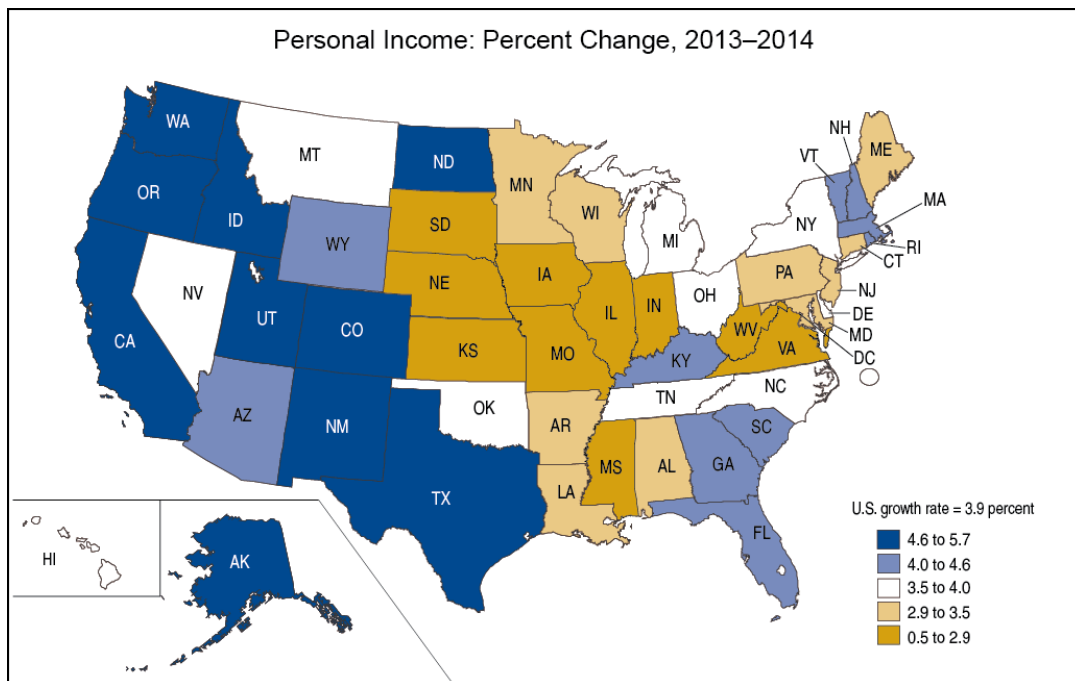 Personal Income: Percent Change, 2013–2014
WA
MT
ND
MN
NH
VT
ME
OR
ID
WY
SD
WI
MI
NY
MA
RI
CT
NV
UT
CO
NE
IA
IL
IN
OH
PA
NJ
DE
MD
DC
CA
KS
MO
KY
WV
VA
AZ
NM
OK
AR
TN
NC
SC
TX
LA
MS
AL
GA
FL
HI
AK
U.S. growth rate = 3.9 percent
4.6 to 5.7
4.0 to 4.6
3.5 to 4.0
2.9 to 3.5
0.5 to 2.9